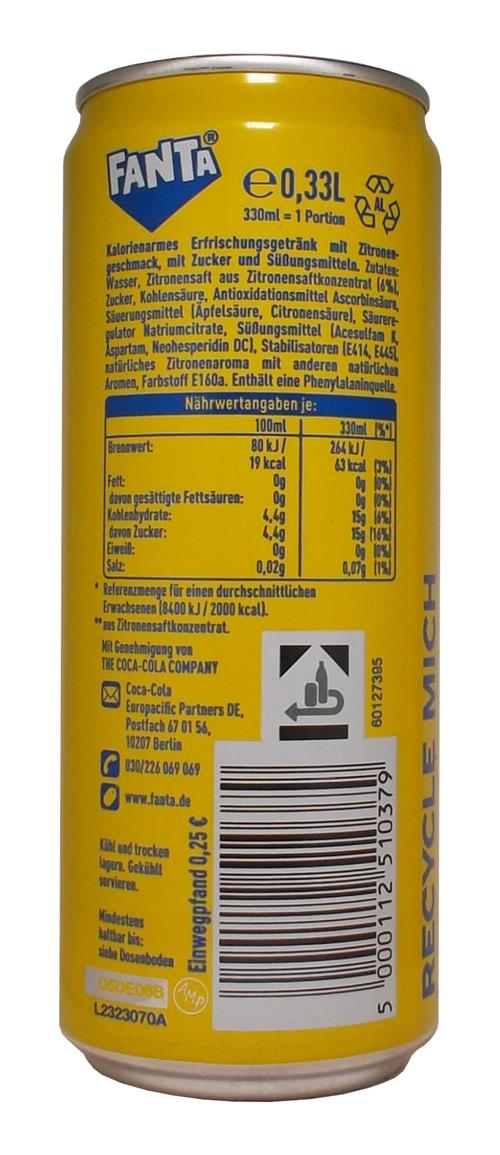 FANTA®
e 0,33L
330ml = 1 Portion
AL
Kalorienarmes Erfrischungsgetränk mit Zitronen-
geschmack, mit Zucker und Süßungsmitteln. Zutaten:
Wasser, Zitronensaft aus Zitronensaftkonzentrat (6%),
Zucker, Kohlensäure, Antioxidationsmittel Ascorbinsäure,
Säuerungsmittel (Äpfelsäure, Citronensäure), Säurere-
gulator Natriumcitrate, Süßungsmittel (Acesulfam K,
Aspartam, Neohesperidin DC), Stabilisatoren (E414, E445),
natürliches Zitronenaroma mit anderen natürlichen
Aromen, Farbstoff E160a. Enthält eine Phenylalaninquelle.
Nährwertangaben je:
100ml 330ml (%*)
Brennwert: 80 kJ/ 264 kJ/
19 kcal 63 kcal (3%)
Fett: 0g 0g (0%)
davon gesättigte Fettsäuren: 0g 0g (0%)
Kohlenhydrate: 4,4g 15g (6%)
davon Zucker: 4,4g 15g (16%)
Eiweiß: 0g 0g (0%)
Salz: 0,02g 0,07g (1%)
* Referenzmenge für einen durchschnittlichen
Erwachsenen (8400 kJ / 2000 kcal).
**aus Zitronensaftkonzentrat.
Mit Genehmigung von
THE COCA-COLA COMPANY
Coca-Cola
Europacific Partners DE,
Postfach 67 01 56,
10207 Berlin
030/226 069 069
www.fanta.de
Kühl und trocken
lagern. Gekühlt
servieren.
Mindestens
haltbar bis:
siehe Dosenboden
05DE06B
L2323070A
AMP
Einwegpfand 0,25 €
60127395
5 000112 510379
RECYCLE MICH